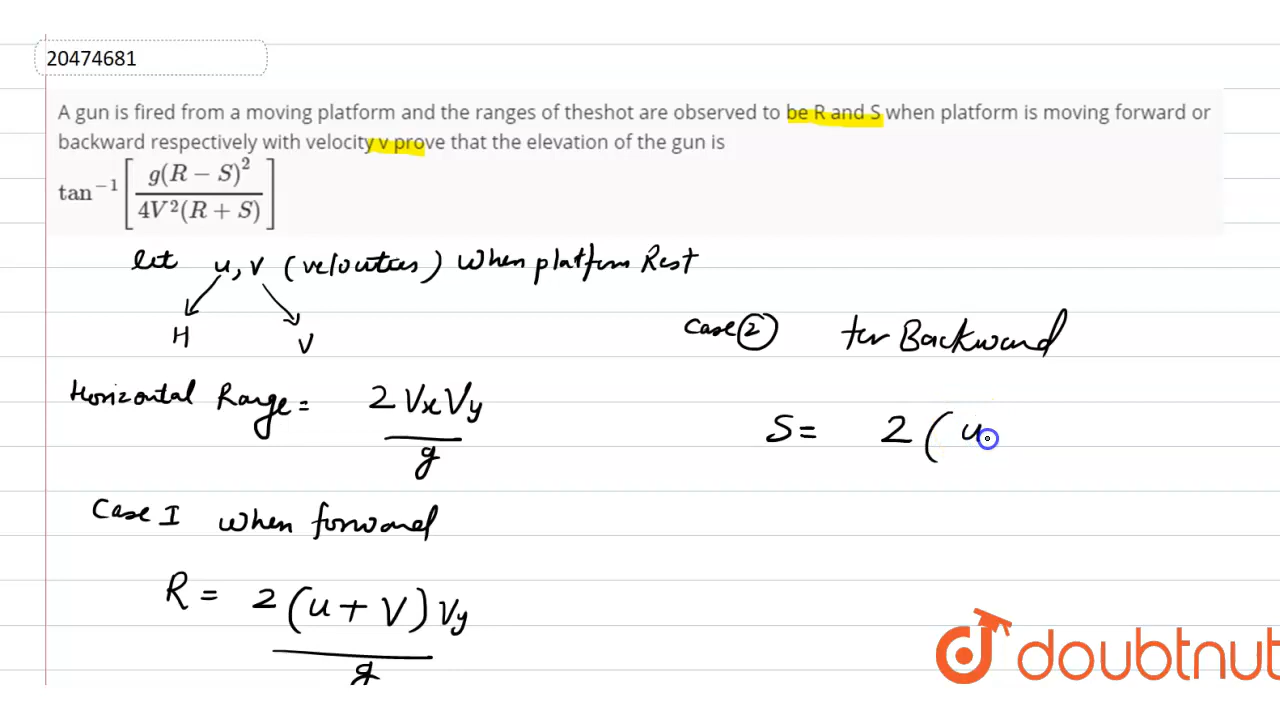 20474681
A gun is fired from a moving platform and the ranges of theshot are observed to be R and S when platform is moving forward or
backward respectively with velocity v prove that the elevation of the gun is
tan⁻¹[g(R − S)² / 4V²(R + S)]
let u, v (velocities) when platform Rest
H V
Horizontal Range = 2 Vx Vy / g
Case I when forward
R = 2 (u + V) Vy / g
Case ② for Backward
S = 2 ( u
doubtnut